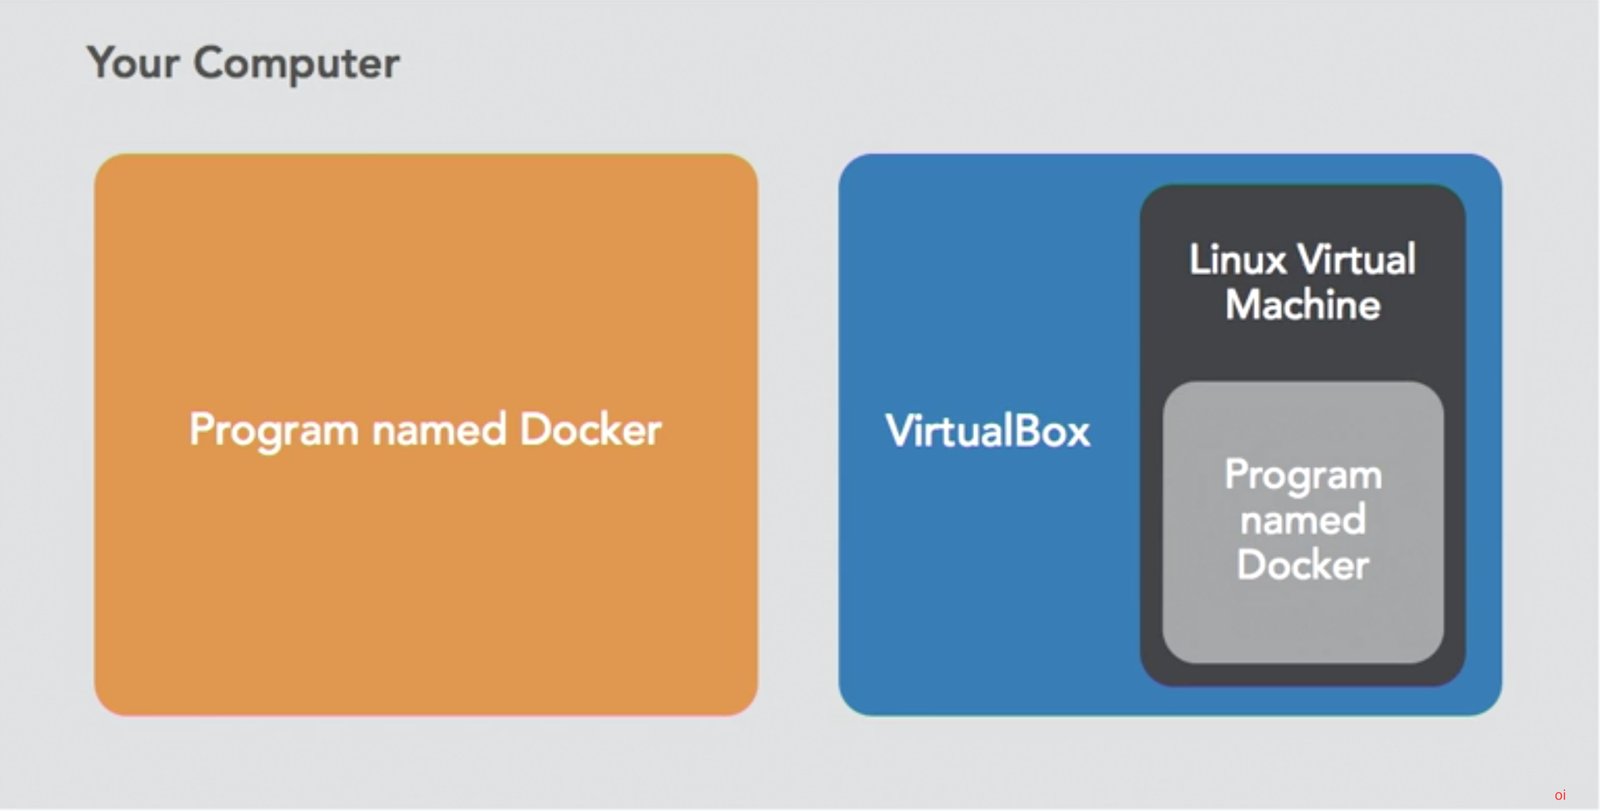 Your Computer
Program named Docker
VirtualBox
Linux Virtual
Machine
Program
named
Docker
oi